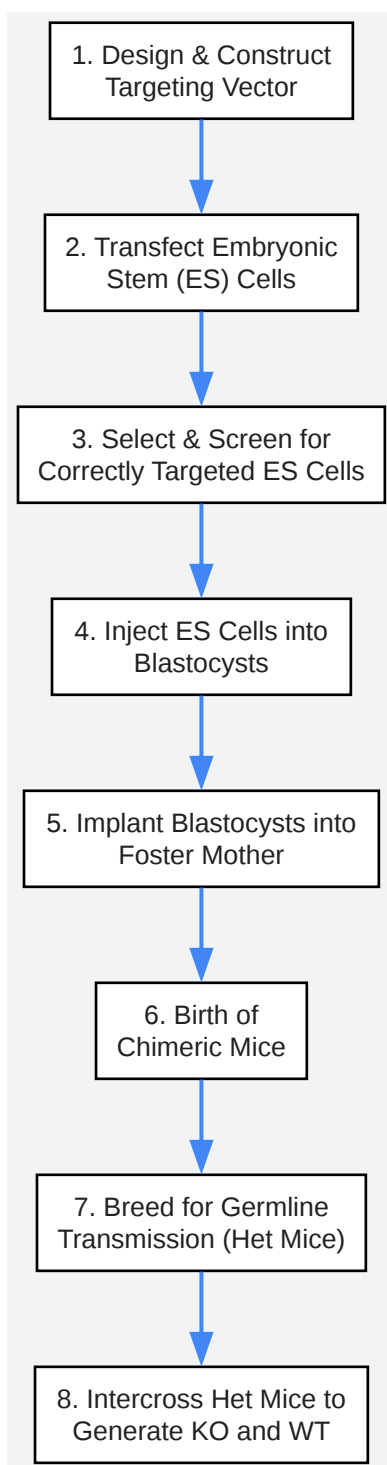 1. Design & Construct
Targeting Vector
2. Transfect Embryonic
Stem (ES) Cells
3. Select & Screen for
Correctly Targeted ES Cells
4. Inject ES Cells into
Blastocysts
5. Implant Blastocysts into
Foster Mother
6. Birth of
Chimeric Mice
7. Breed for Germline
Transmission (Het Mice)
8. Intercross Het Mice to
Generate KO and WT